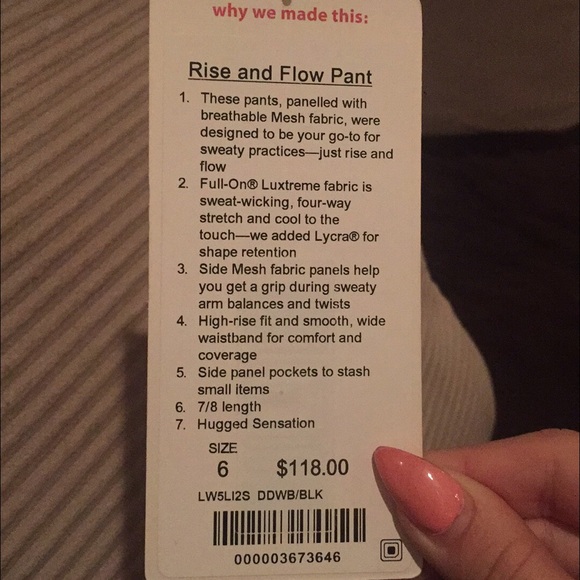 why we made this:
Rise and Flow Pant
1. These pants, panelled with
breathable Mesh fabric, were
designed to be your go-to for
sweaty practices—just rise and
flow
2. Full-On® Luxtreme fabric is
sweat-wicking, four-way
stretch and cool to the
touch—we added Lycra® for
shape retention
3. Side Mesh fabric panels help
you get a grip during sweaty
arm balances and twists
4. High-rise fit and smooth, wide
waistband for comfort and
coverage
5. Side panel pockets to stash
small items
6. 7/8 length
7. Hugged Sensation
SIZE
6 $118.00
LW5LI2S DDWB/BLK
000003673646